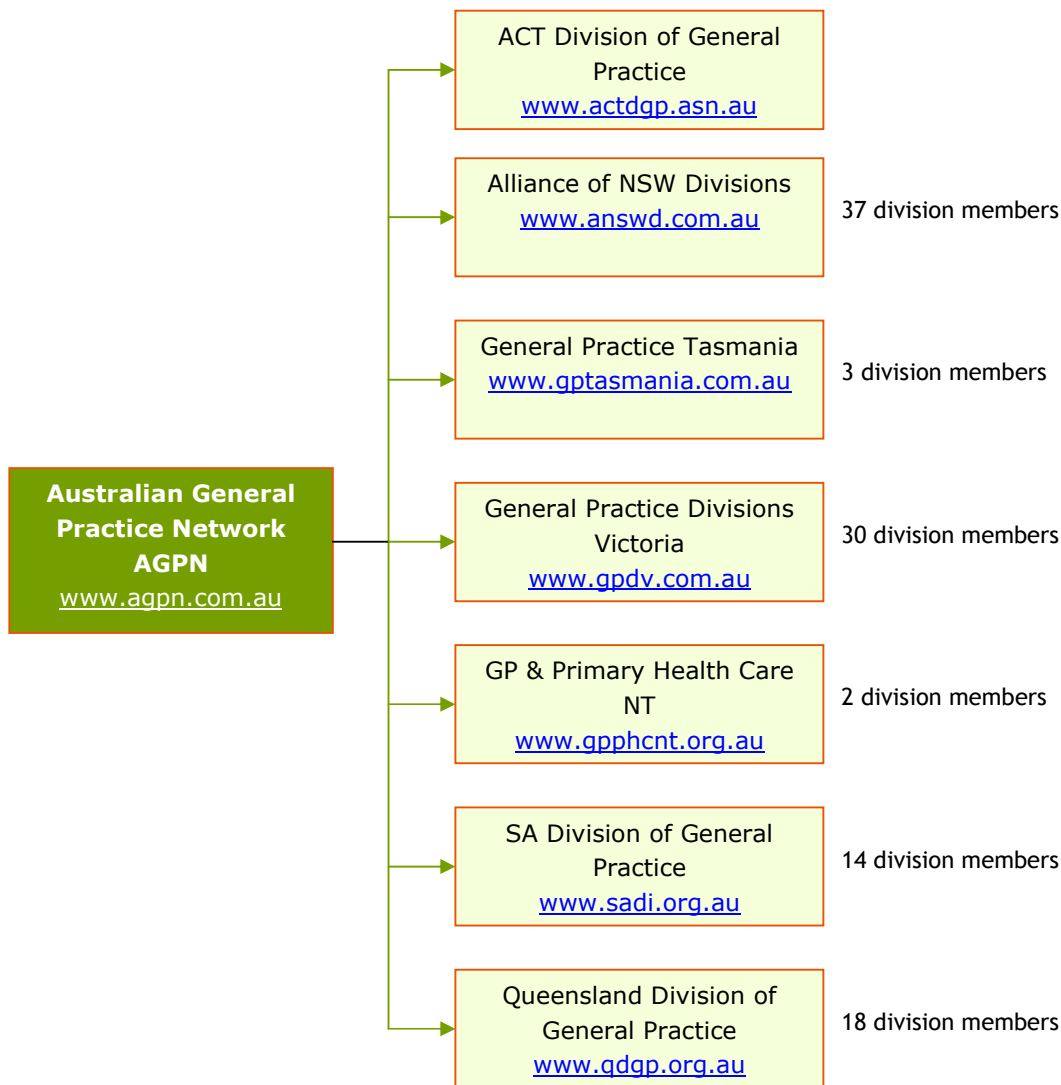 ACT Division of General
Practice
www.actdgp.asn.au
Alliance of NSW Divisions
www.answd.com.au
37 division members
General Practice Tasmania
www.gptasmania.com.au
3 division members
Australian General
Practice Network
AGPN
www.agpn.com.au
General Practice Divisions
Victoria
www.gpdv.com.au
30 division members
GP & Primary Health Care
NT
www.gpphcnt.org.au
2 division members
SA Division of General
Practice
www.sadi.org.au
14 division members
Queensland Division of
General Practice
www.qdgp.org.au
18 division members